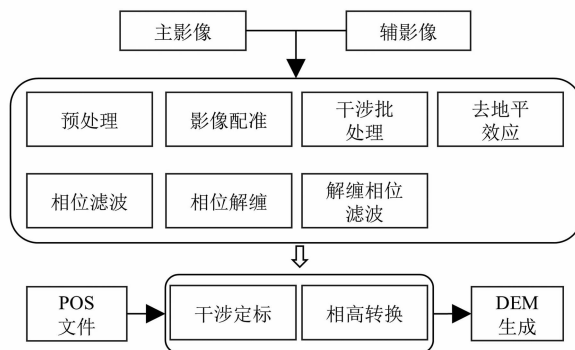 主影像
辅影像
预处理
影像配准
干涉批
处理
去地平
效应
相位滤波
相位解缠
解缠相位
滤波
POS
文件
干涉定标
相高转换
DEM
生成